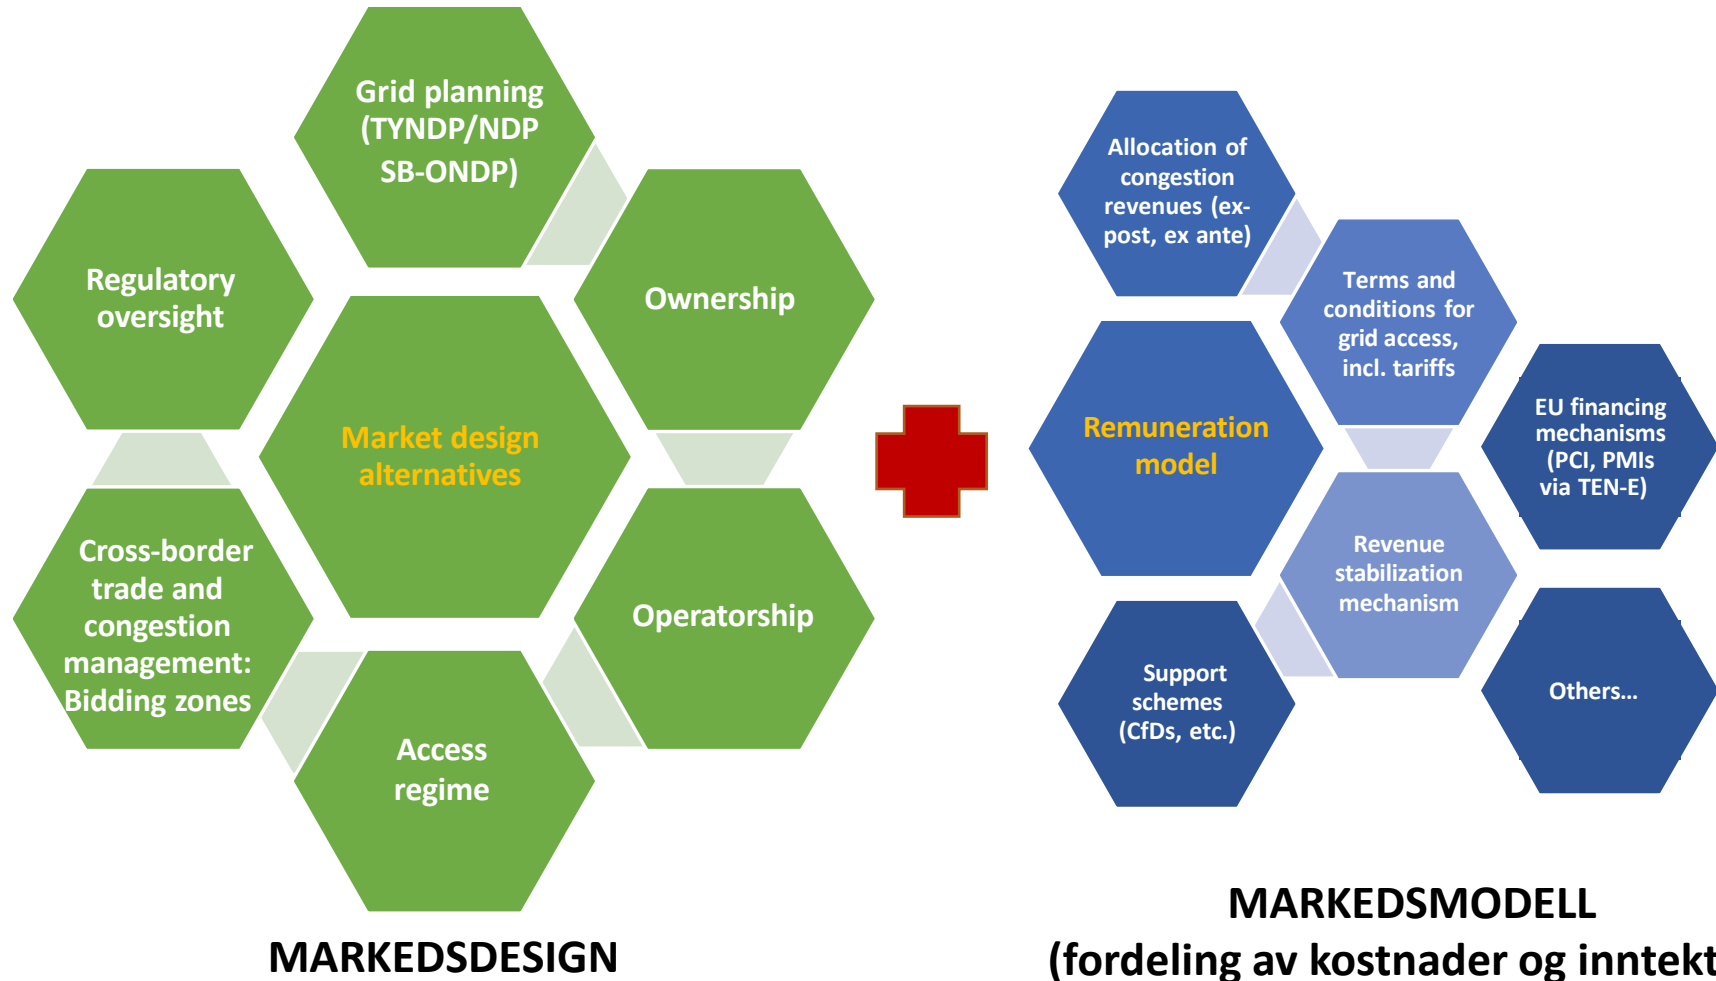 Grid planning
(TYNDP/NDP
SB-ONDP)
Regulatory
oversight
Ownership
Market design
alternatives
Cross-border
trade and
congestion
management:
Bidding zones
Operatorship
Access
regime
MARKEDSDESIGN
Allocation of
congestion
revenues (ex-
post, ex ante)
Terms and
conditions for
grid access,
incl. tariffs
EU financing
mechanisms
(PCI, PMIs
via TEN-E)
Remuneration
model
Revenue
stabilization
mechanism
Support
schemes
(CfDs, etc.)
Others...
MARKEDSMODELL
(fordeling av kostnader og inntekt